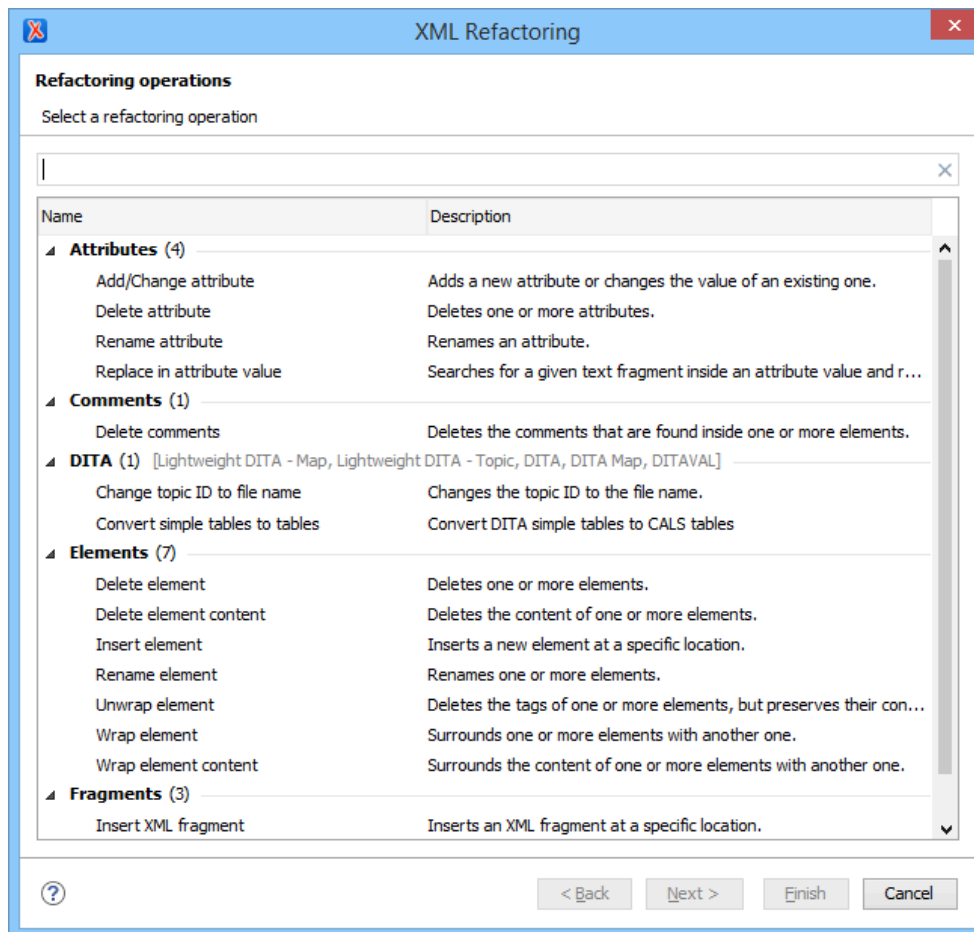 XML Refactoring
Refactoring operations
Select a refactoring operation
Name Description
Attributes (4)
Add/Change attribute Adds a new attribute or changes the value of an existing one.
Delete attribute Deletes one or more attributes.
Rename attribute Renames an attribute.
Replace in attribute value Searches for a given text fragment inside an attribute value and r...
Comments (1)
Delete comments Deletes the comments that are found inside one or more elements.
DITA (1) [Lightweight DITA - Map, Lightweight DITA - Topic, DITA, DITA Map, DITAVAL]
Change topic ID to file name Changes the topic ID to the file name.
Convert simple tables to tables Convert DITA simple tables to CALS tables
Elements (7)
Delete element Deletes one or more elements.
Delete element content Deletes the content of one or more elements.
Insert element Inserts a new element at a specific location.
Rename element Renames one or more elements.
Unwrap element Deletes the tags of one or more elements, but preserves their con...
Wrap element Surrounds one or more elements with another one.
Wrap element content Surrounds the content of one or more elements with another one.
Fragments (3)
Insert XML fragment Inserts an XML fragment at a specific location.
? < Back Next > Finish Cancel